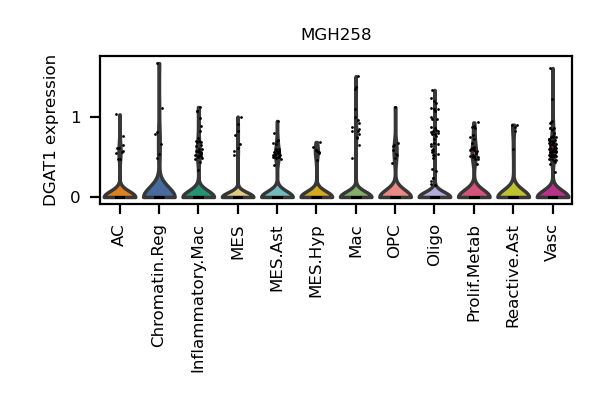 MGH258
DGAT1 expression
1
0
AC
Chromatin.Reg
Inflammatory.Mac
MES
MES.Ast
MES.Hyp
Mac
OPC
Oligo
Prolif.Metab
Reactive.Ast
Vasc